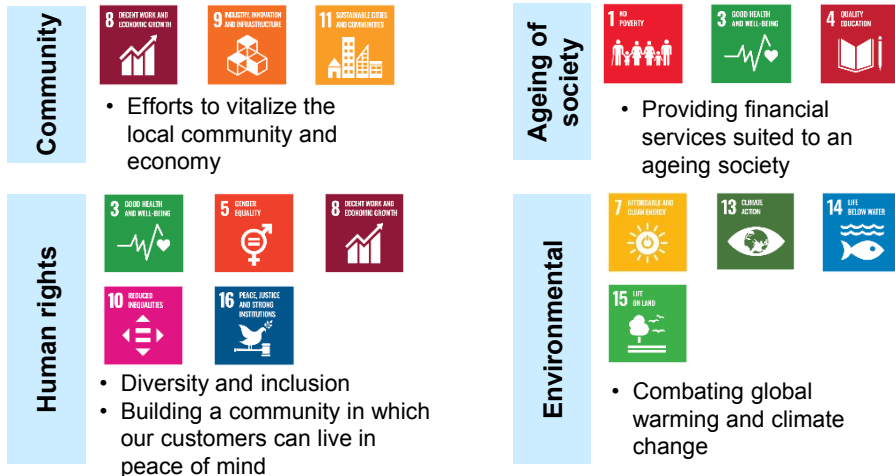 Community
8 DECENT WORK AND
ECONOMIC GROWTH
9 INDUSTRY, INNOVATION
AND INFRASTRUCTURE
11 SUSTAINABLE CITIES
AND COMMUNITIES
• Efforts to vitalize the
local community and
economy
Ageing of
society
1 NO
POVERTY
3 GOOD HEALTH
AND WELL-BEING
4 QUALITY
EDUCATION
• Providing financial
services suited to an
ageing society
Human rights
3 GOOD HEALTH
AND WELL-BEING
5 GENDER
EQUALITY
8 DECENT WORK AND
ECONOMIC GROWTH
10 REDUCED
INEQUALITIES
16 PEACE, JUSTICE
AND STRONG
INSTITUTIONS
• Diversity and inclusion
• Building a community in which
our customers can live in
peace of mind
Environmental
7 AFFORDABLE AND
CLEAN ENERGY
13 CLIMATE
ACTION
14 LIFE
BELOW WATER
15 LIFE
ON LAND
• Combating global
warming and climate
change